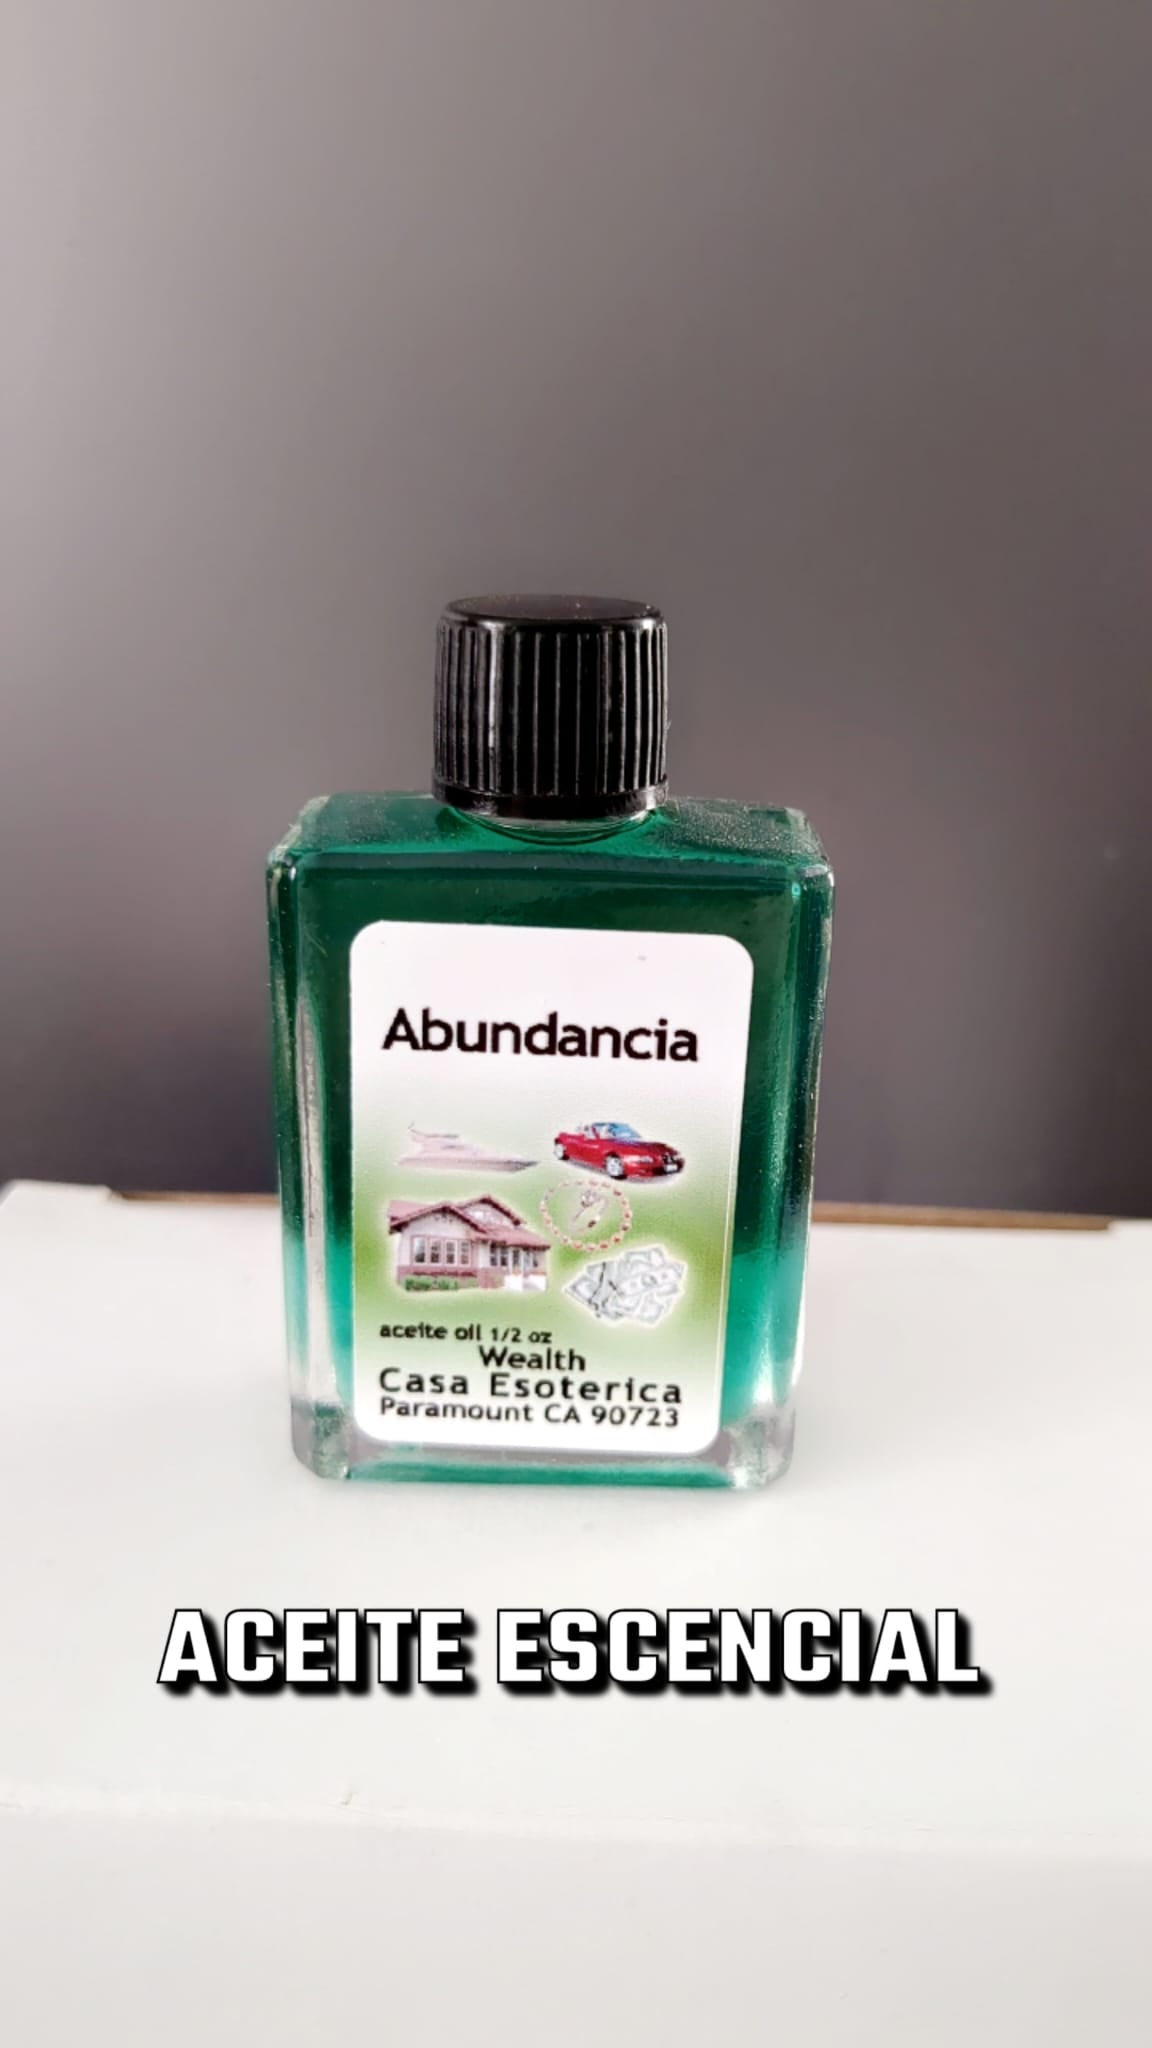 Abundancia
aceite oil 1/2 oz
Wealth
Casa Esoterica
Paramount CA 90723
ACEITE ESCENCIAL